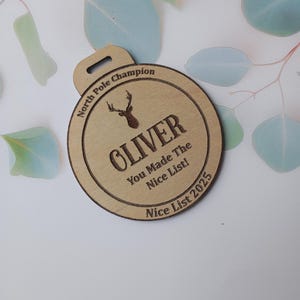 North Pole Champion
OLIVER
You Made The
Nice List!
Nice List 2025